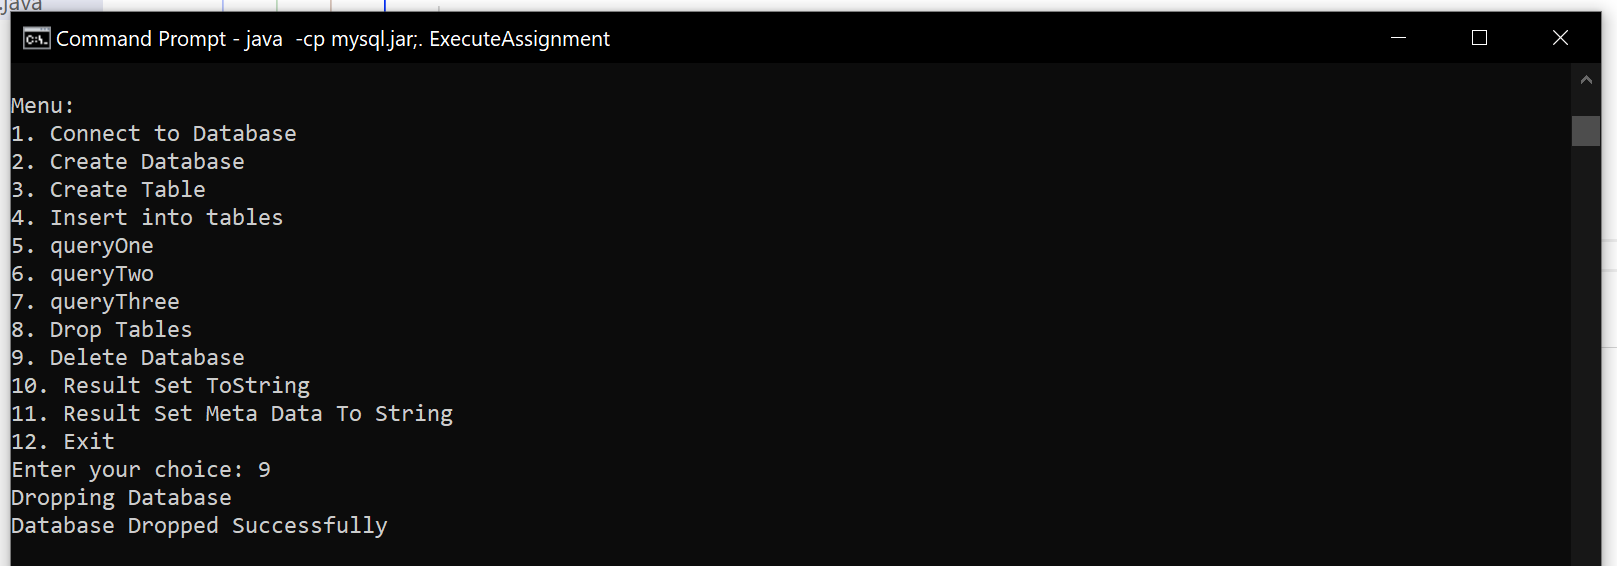 .java
Command Prompt - java  -cp mysql.jar;. ExecuteAssignment
Menu:
1. Connect to Database
2. Create Database
3. Create Table
4. Insert into tables
5. queryOne
6. queryTwo
7. queryThree
8. Drop Tables
9. Delete Database
10. Result Set ToString
11. Result Set Meta Data To String
12. Exit
Enter your choice: 9
Dropping Database
Database Dropped Successfully